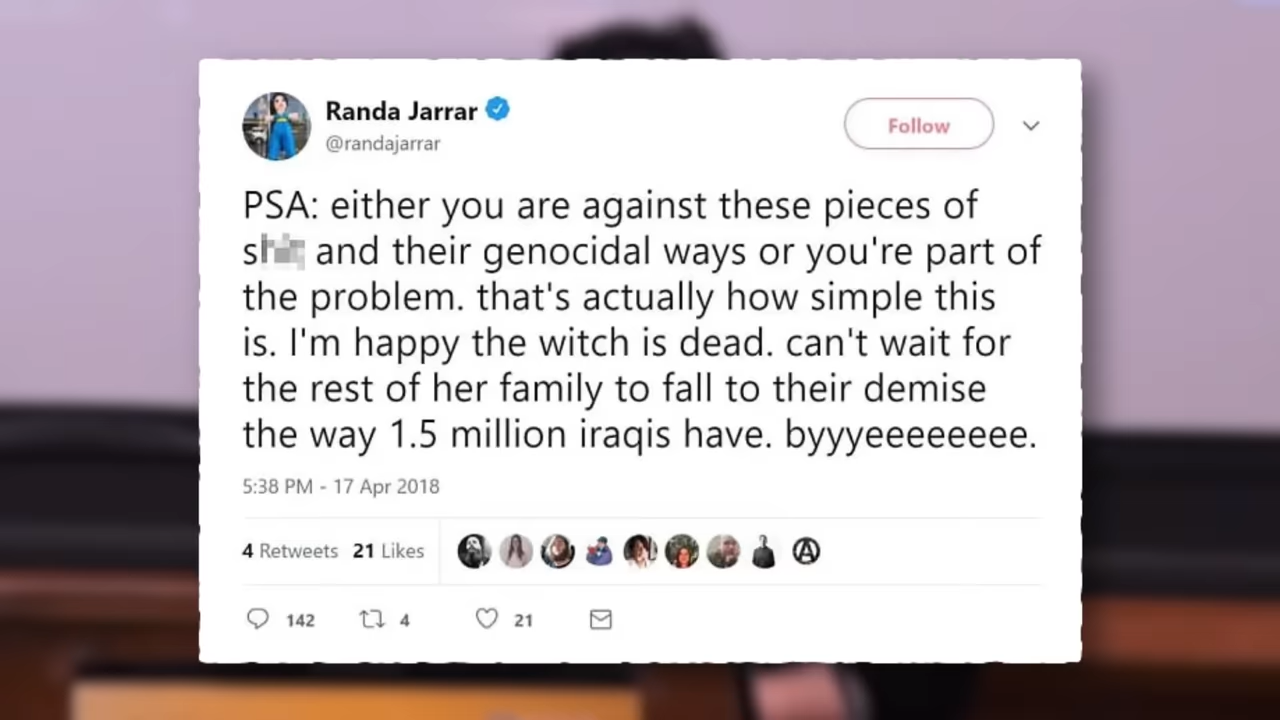 Randa Jarrar
@randajarrar
Follow
PSA: either you are against these pieces of
and their genocidal ways or you're part of
the problem. that's actually how simple this
is. I'm happy the witch is dead. can't wait for
the rest of her family to fall to their demise
the way 1.5 million iraqis have. byyyeeeeeeee.
5:38 PM - 17 Apr 2018
4 Retweets 21 Likes
142 4 21